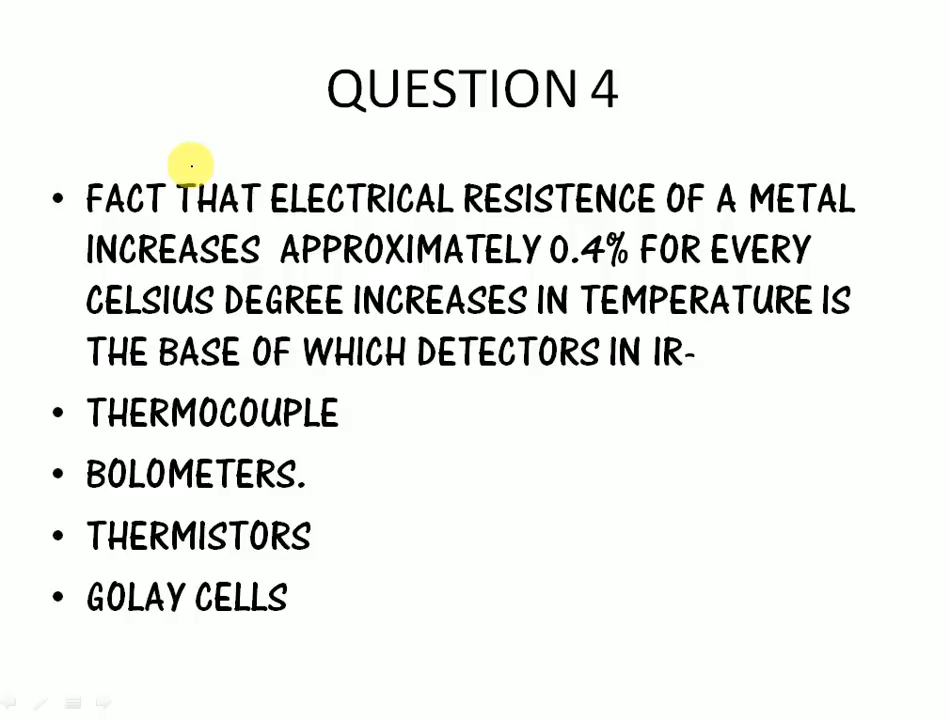 QUESTION 4
• FACT THAT ELECTRICAL RESISTENCE OF A METAL
INCREASES APPROXIMATELY 0.4% FOR EVERY
CELSIUS DEGREE INCREASES IN TEMPERATURE IS
THE BASE OF WHICH DETECTORS IN IR-
• THERMOCOUPLE
• BOLOMETERS.
• THERMISTORS
• GOLAY CELLS